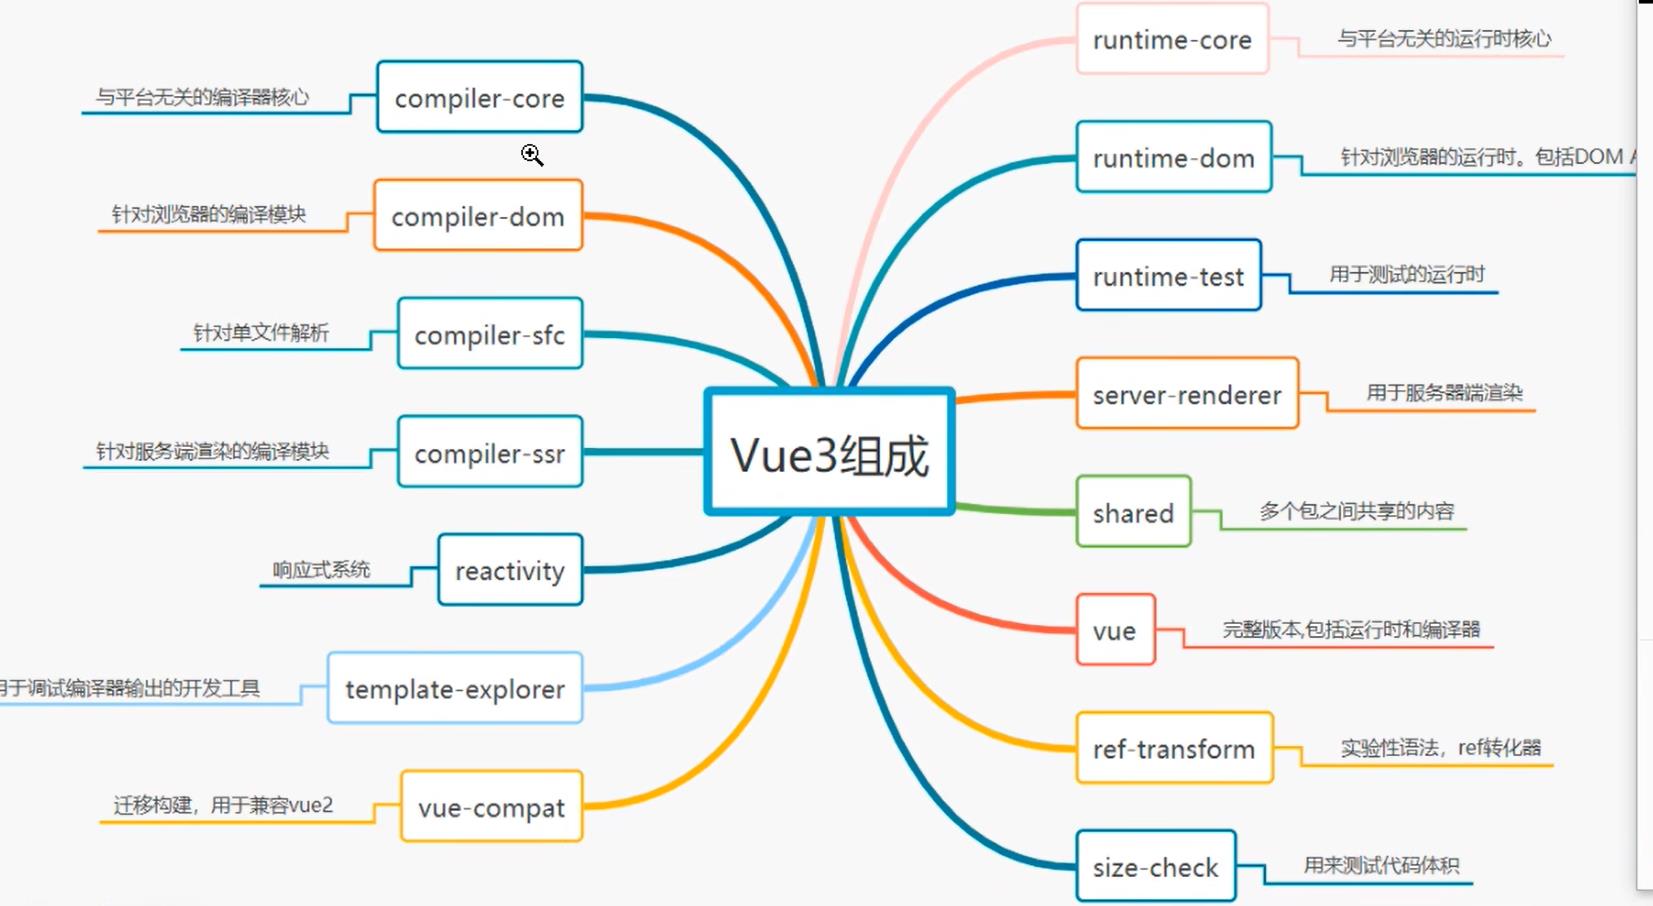 Vue3组成
compiler-core
与平台无关的编译器核心
compiler-dom
针对浏览器的编译模块
compiler-sfc
针对单文件解析
compiler-ssr
针对服务端渲染的编译模块
reactivity
响应式系统
template-explorer
于调试编译器输出的开发工具
vue-compat
迁移构建，用于兼容vue2
runtime-core
与平台无关的运行时核心
runtime-dom
针对浏览器的运行时。包括DOM
runtime-test
用于测试的运行时
server-renderer
用于服务器端渲染
shared
多个包之间共享的内容
vue
完整版本,包括运行时和编译器
ref-transform
实验性语法，ref转化器
size-check
用来测试代码体积